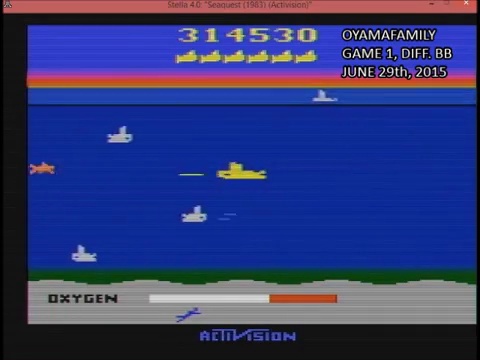 Stella 4.0: "Seaquest (1983) (Activision)"
314530
OYAMAFAMILY
GAME 1, DIFF. BB
JUNE 29th, 2015
OXYGEN
ACTIVISION